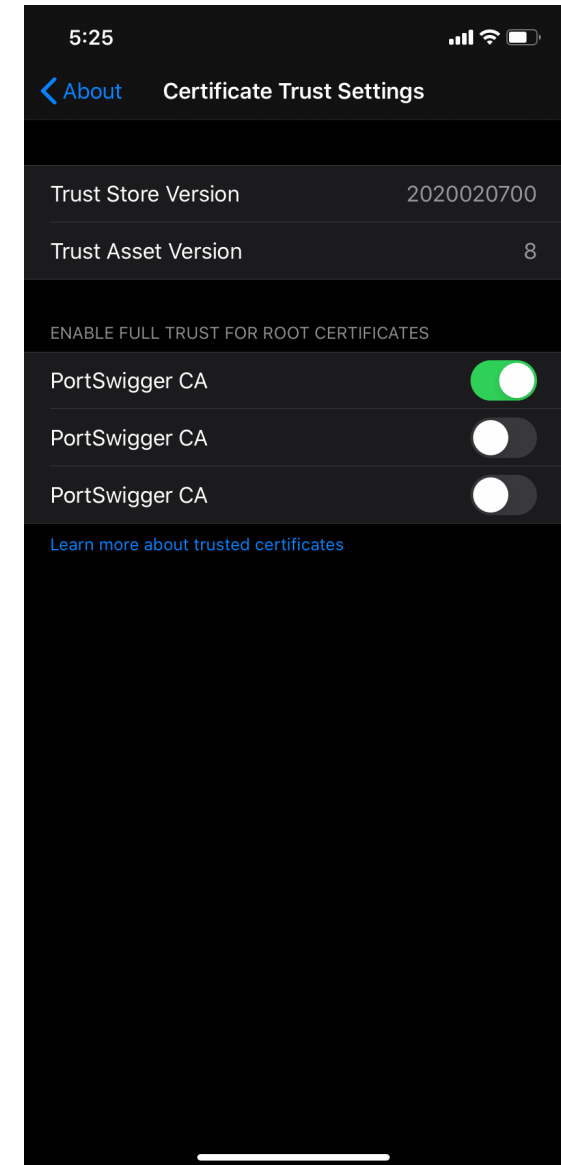 5:25
About Certificate Trust Settings
Trust Store Version 2020020700
Trust Asset Version 8
ENABLE FULL TRUST FOR ROOT CERTIFICATES
PortSwigger CA
PortSwigger CA
PortSwigger CA
Learn more about trusted certificates